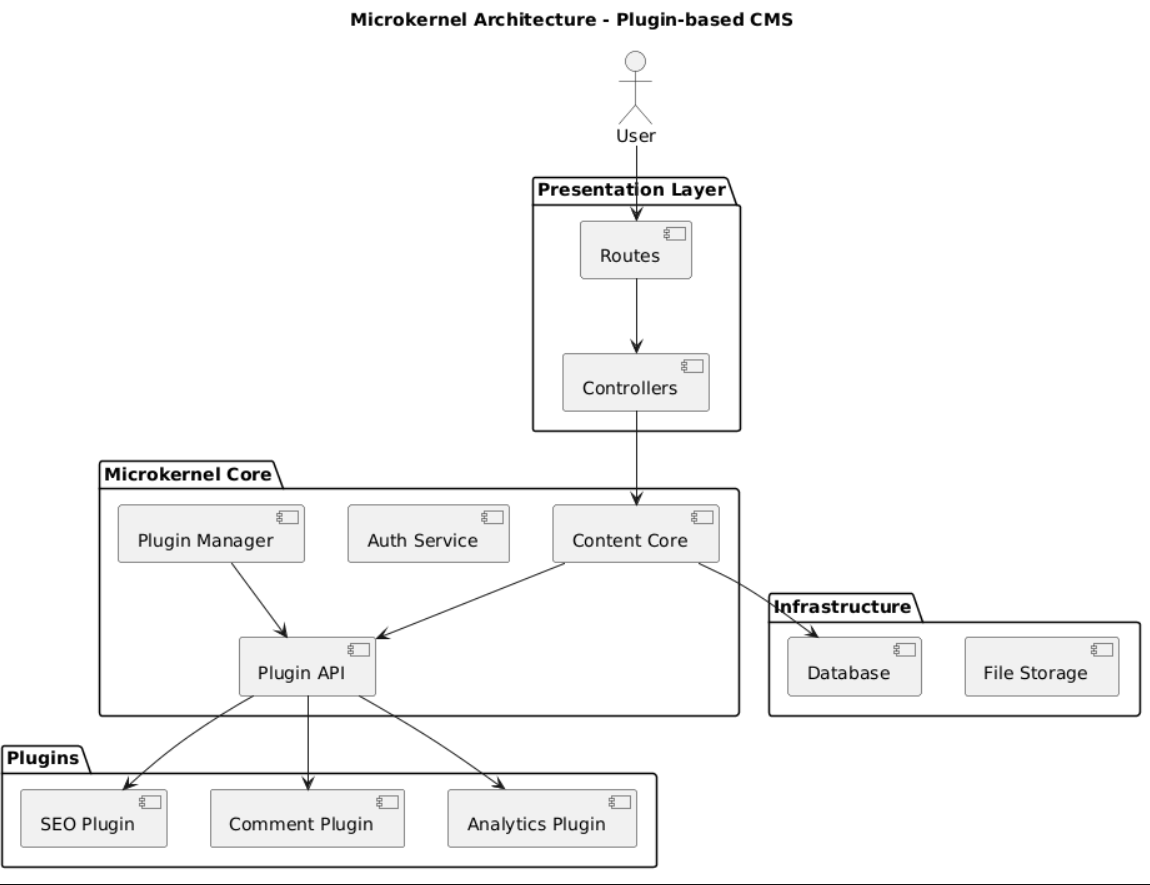 Microkernel Architecture - Plugin-based CMS
User
Presentation Layer
Routes
Controllers
Microkernel Core
Plugin Manager
Auth Service
Content Core
Infrastructure
Plugin API
Database
File Storage
Plugins
SEO Plugin
Comment Plugin
Analytics Plugin